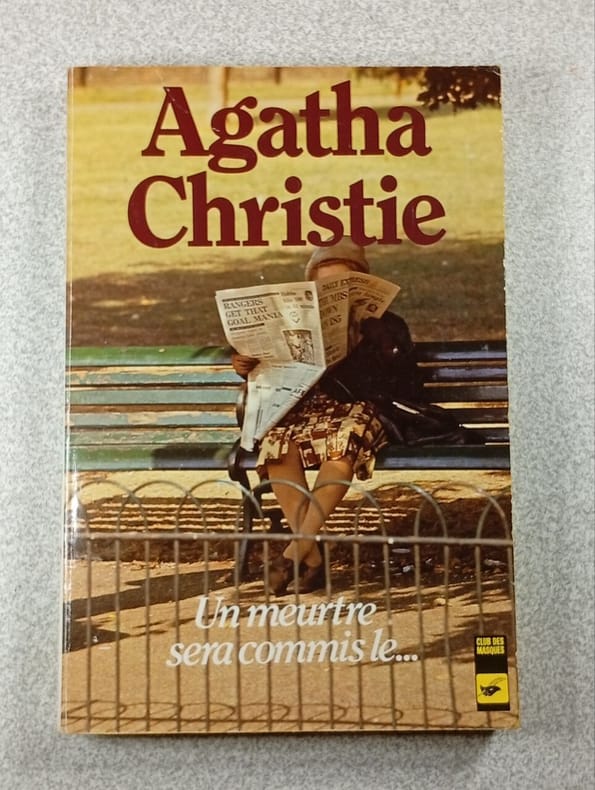 Agatha
Christie
RANGERS
GET THAT
GOAL MANIA
DAILY EXPRESS
Un meurtre
sera commis le...
CLUB DES
MASQUES